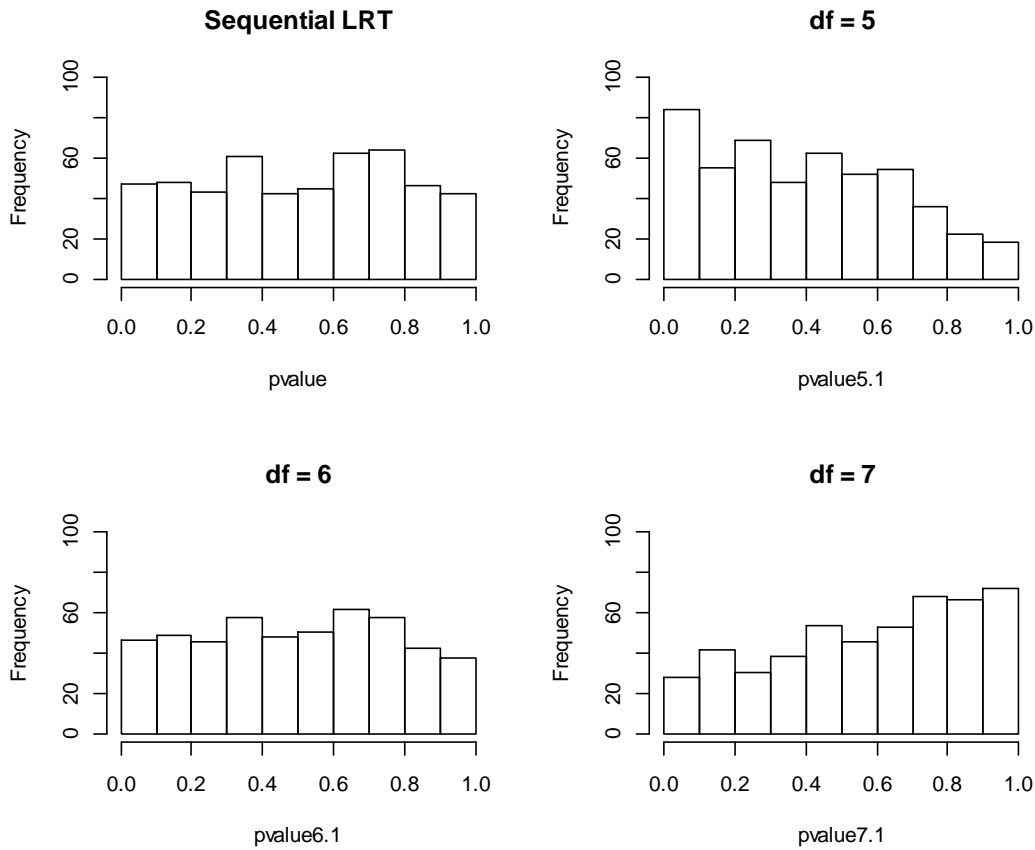 Sequential LRT
Frequency
0 20 60 100
0.0 0.2 0.4 0.6 0.8 1.0
pvalue
df = 5
Frequency
0 20 60 100
0.0 0.2 0.4 0.6 0.8 1.0
pvalue5.1
df = 6
Frequency
0 20 60 100
0.0 0.2 0.4 0.6 0.8 1.0
pvalue6.1
df = 7
Frequency
0 20 60 100
0.0 0.2 0.4 0.6 0.8 1.0
pvalue7.1